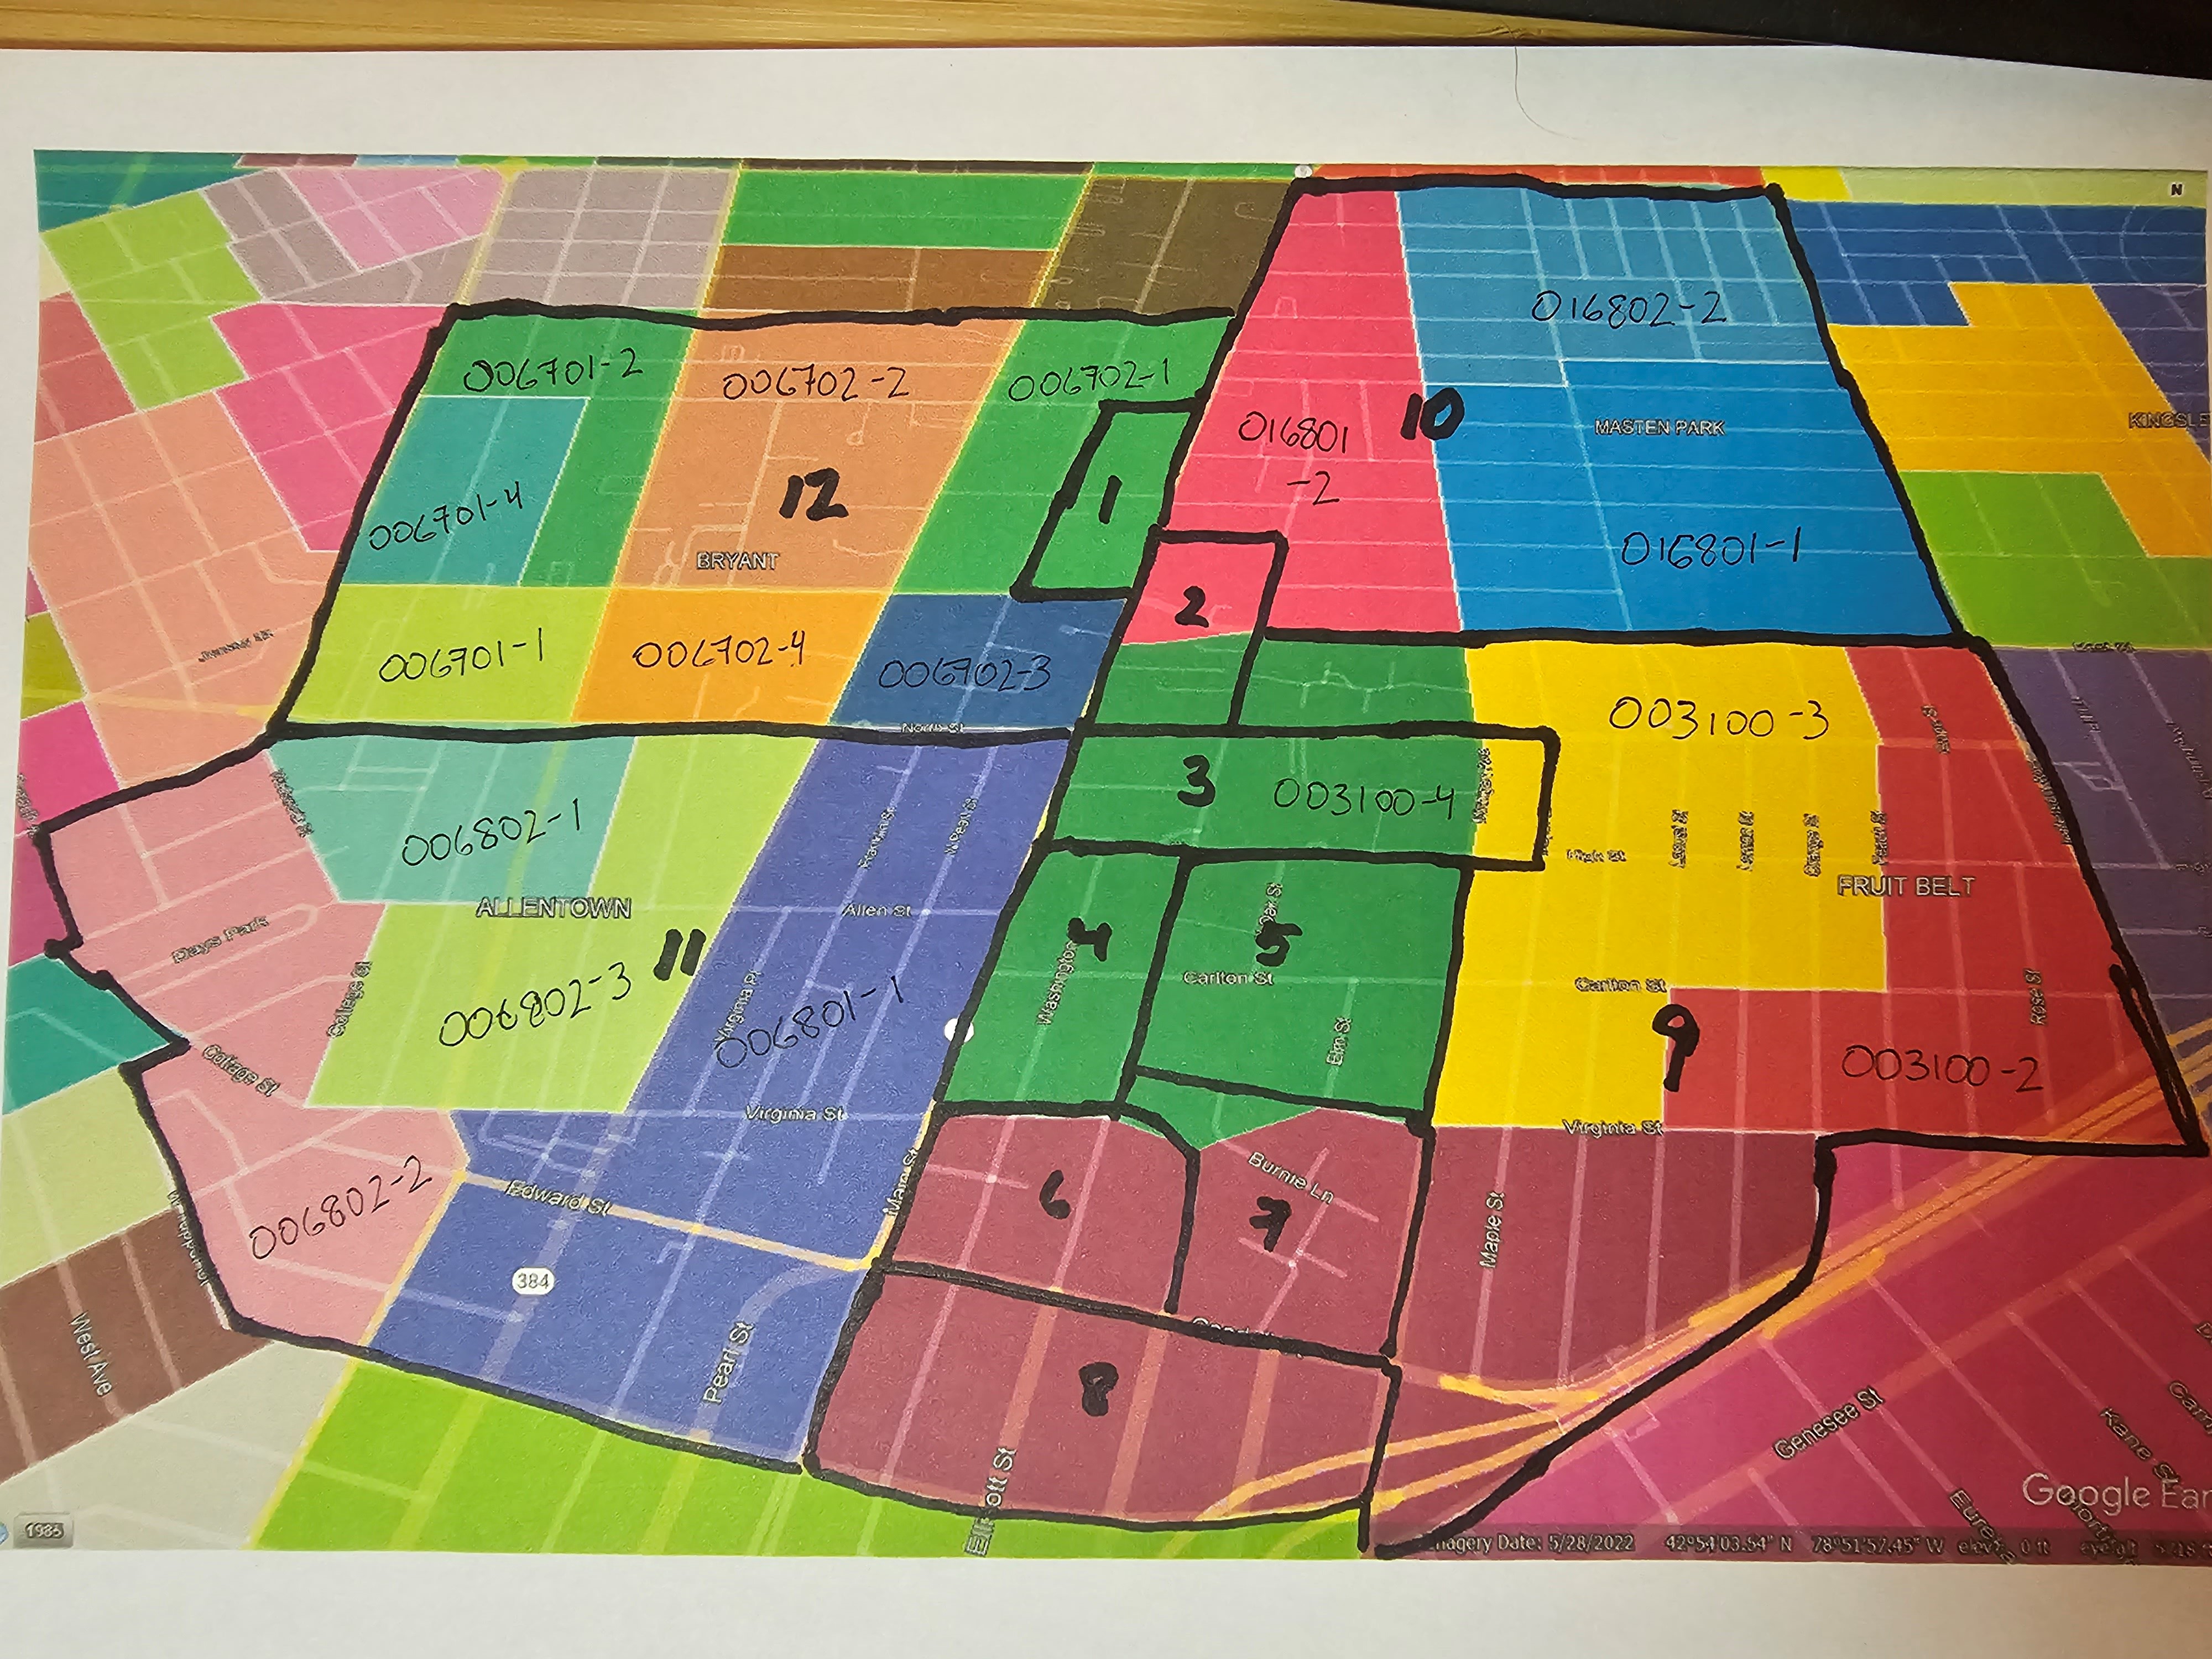 N
006701-2
006702-2
006702-1
016802-2
016801
-2
10
MASTEN PARK
006701-4
12
1
016801-1
BRYANT
2
006701-1
006702-4
006702-3
003100-3
North St
3
003100-4
006802-1
High St
FRUIT BELT
ALLENTOWN
Allen St
Days Park
11
4
5
Oak St
Washington
Carlton St
Carlton St
College St
006802-3
Virginia Pl
006801-1
Elm St
Rose St
9
003100-2
Cottage St
Virginia St
Virginia St
Edward St
Main St
6
Burnie Ln
7
Maple St
006802-2
384
West Ave
Pearl St
8
Genesee St
Kane St
Elliott St
Google Ear
1985
magery Date: 5/28/2022 42°54'03.54" N 78°51'57.45" W elev 0 ft